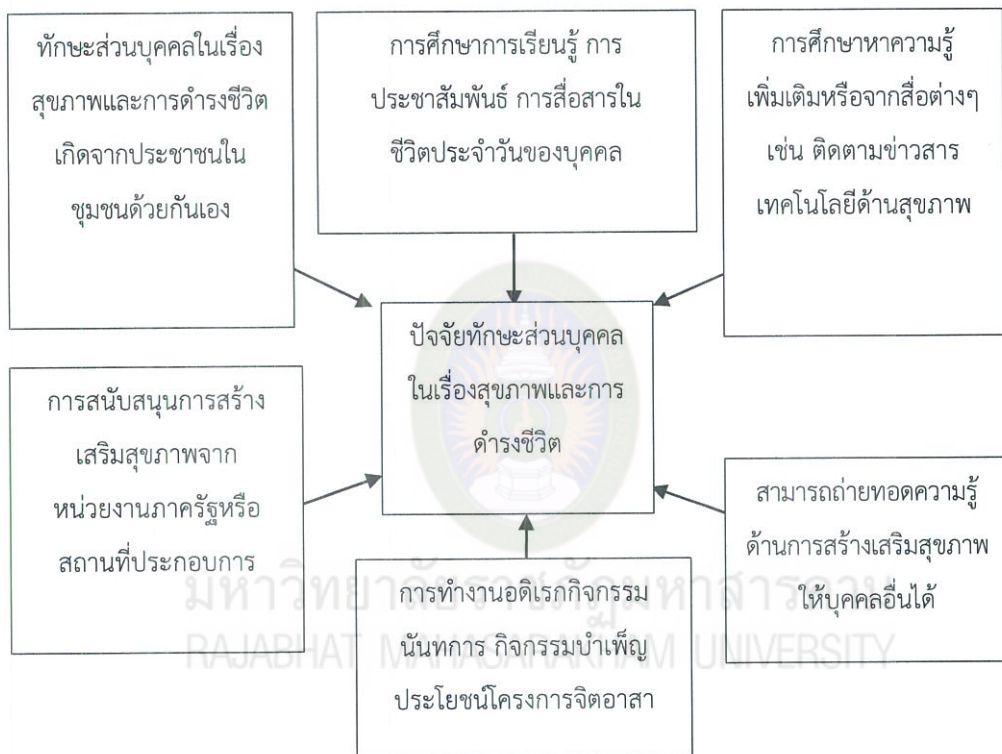 ทักษะส่วนบุคคลในเรื่อง
สุขภาพและการดำรงชีวิต
เกิดจากประชาชนใน
ชุมชนด้วยกันเอง
การศึกษาการเรียนรู้ การ
ประชาสัมพันธ์ การสื่อสารใน
ชีวิตประจำวันของบุคคล
การศึกษาหาความรู้
เพิ่มเติมหรือจากสื่อต่างๆ
เช่น ติดตามข่าวสาร
เทคโนโลยีด้านสุขภาพ
ปัจจัยทักษะส่วนบุคคล
ในเรื่องสุขภาพและการ
ดำรงชีวิต
การสนับสนุนการสร้าง
เสริมสุขภาพจาก
หน่วยงานภาครัฐหรือ
สถานที่ประกอบการ
การทำงานอดิเรกกิจกรรม
นันทการ กิจกรรมบำเพ็ญ
ประโยชน์โครงการจิตอาสา
สามารถถ่ายทอดความรู้
ด้านการสร้างเสริมสุขภาพ
ให้บุคคลอื่นได้
มหาวิทยาลัยราชภัฏมหาสารคาม
RAJABHAT MAHASARAKHAM UNIVERSITY